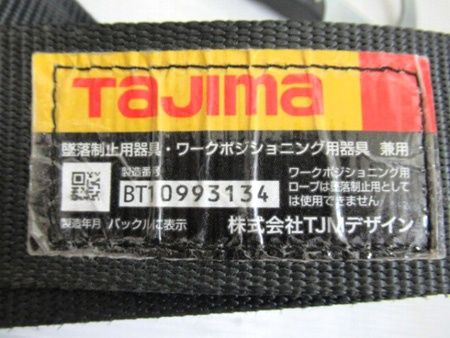 Tajima
墜落制止用器具・ワークポジショニング用器具 兼用
製造番号
BT10993134
ワークポジショニング用
ロープは墜落制止用として
は使用できません
製造年月 バックルに表示
株式会社TJMデザイン